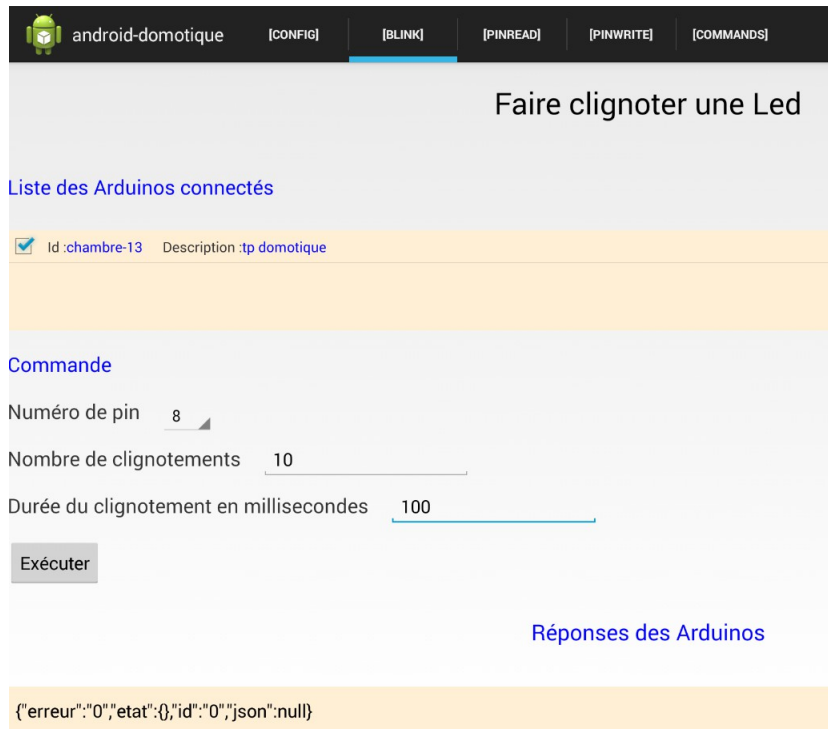 android-domotique [CONFIG] [BLINK] [PINREAD] [PINWRITE] [COMMANDS]
Faire clignoter une Led
Liste des Arduinos connectés
Id :chambre-13 Description :tp domotique
Commande
Numéro de pin 8
Nombre de clignotements 10
Durée du clignotement en millisecondes 100
Exécuter
Réponses des Arduinos
{"erreur":"0","etat":{},"id":"0","json":null}